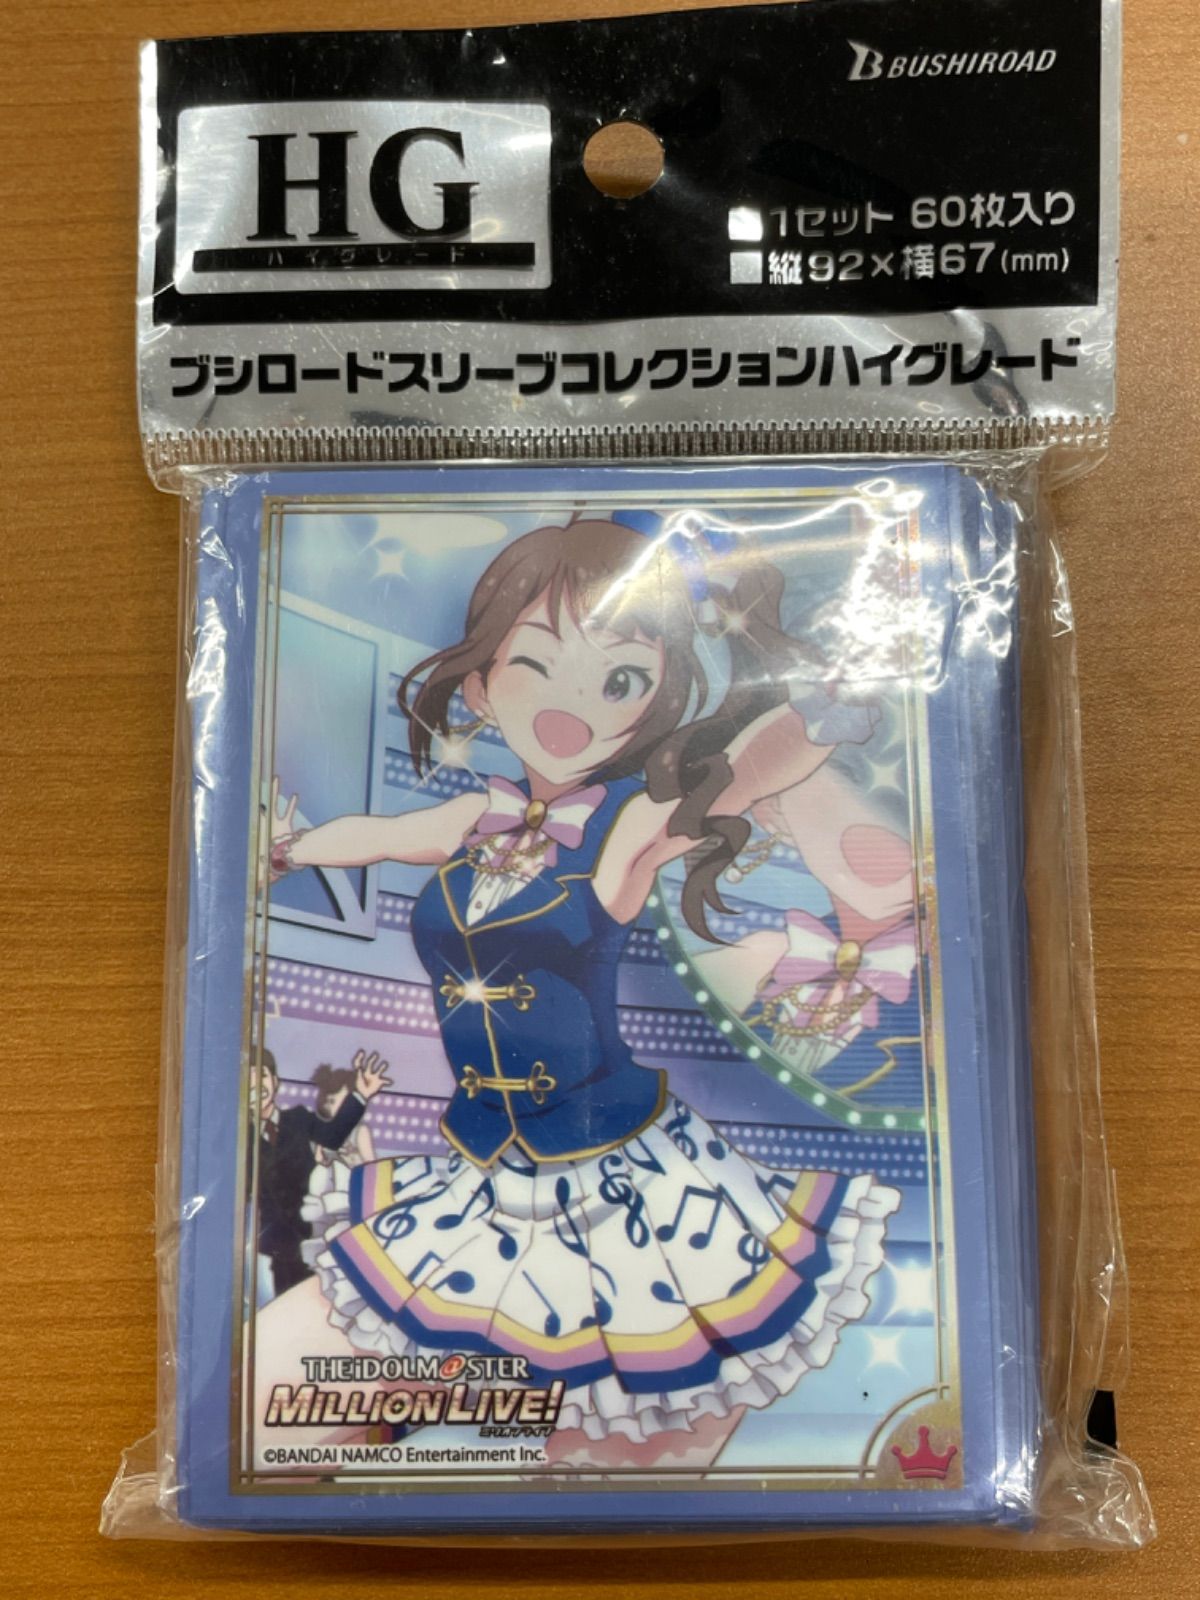 BUSHIROAD
HG
ハイグレード
■1セット 60枚入り
■縦92×横67(mm)
ブシロードスリーブコレクションハイグレード
THE iDOLM@STER
MILLION LIVE!
ミリオンライブ
©BANDAI NAMCO Entertainment Inc.